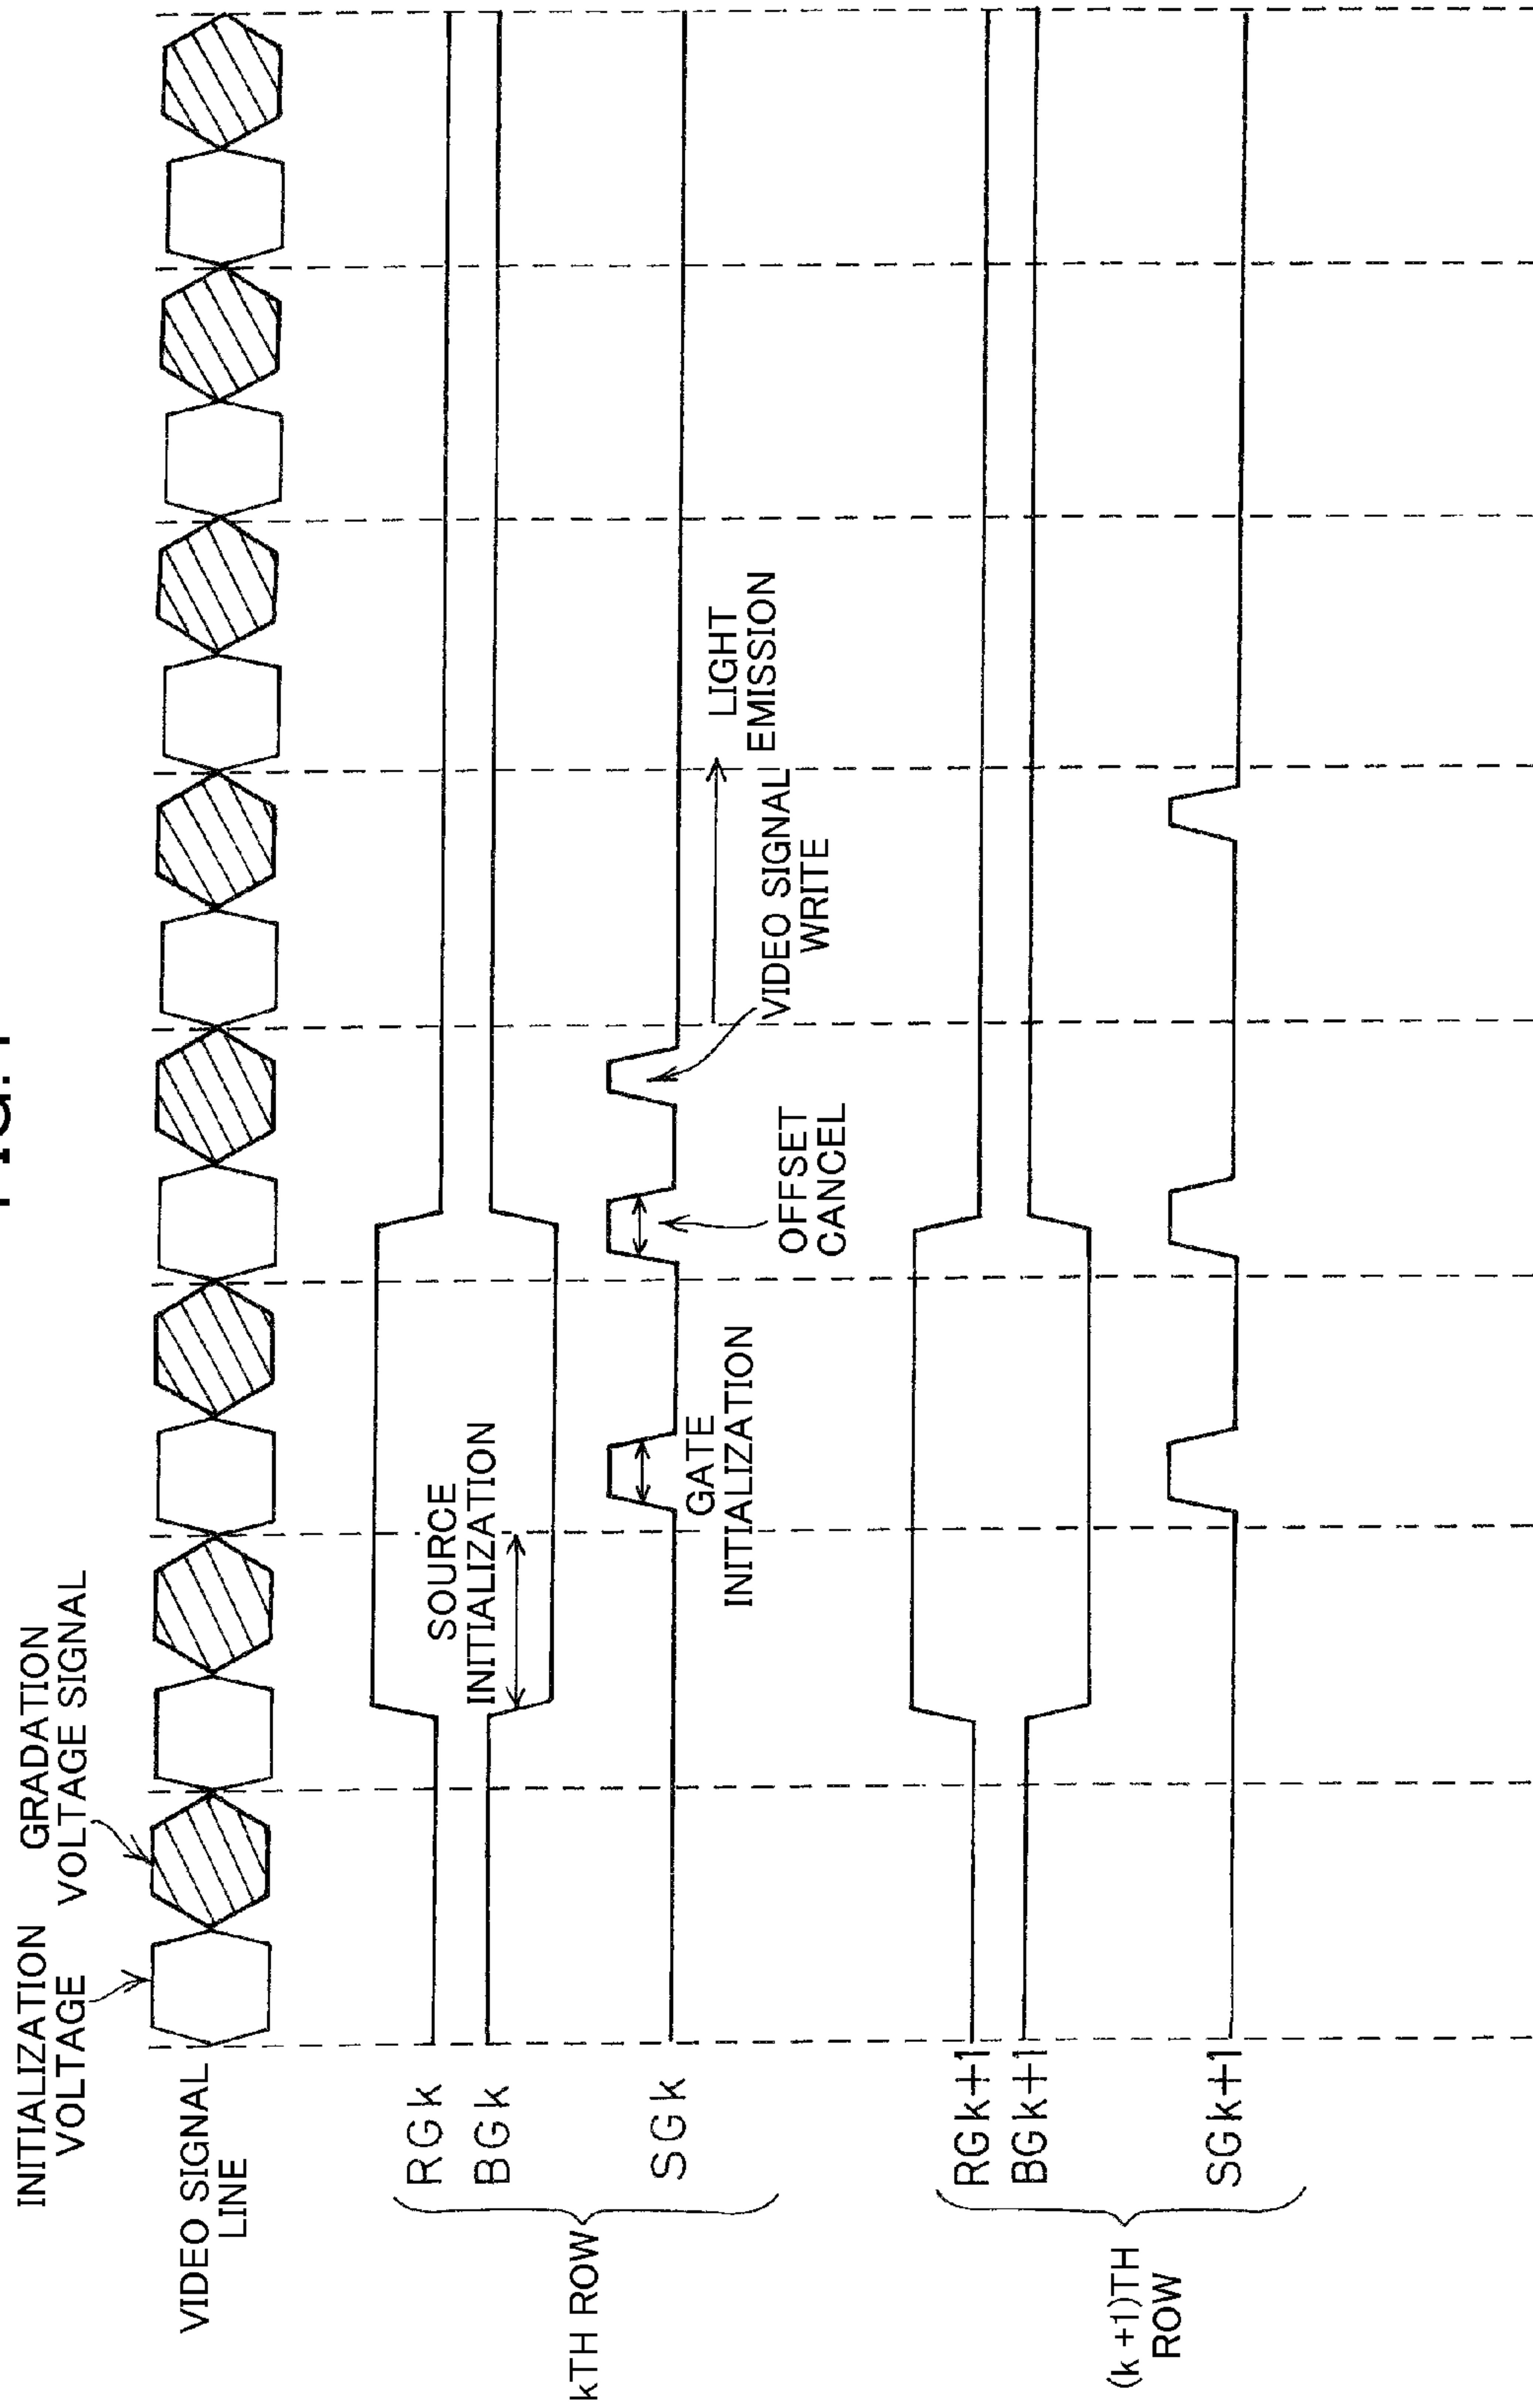 INITIALIZATION
VOLTAGE
GRADATION
VOLTAGE SIGNAL
VIDEO SIGNAL
LINE
kTH ROW
RGk
BGk
SOURCE
INITIALIZATION
SGk
GATE
INITIALIZATION
OFFSET
CANCEL
VIDEO SIGNAL
WRITE
LIGHT
EMISSION
(k+1)TH
ROW
RGk+1
BGk+1
SGk+1